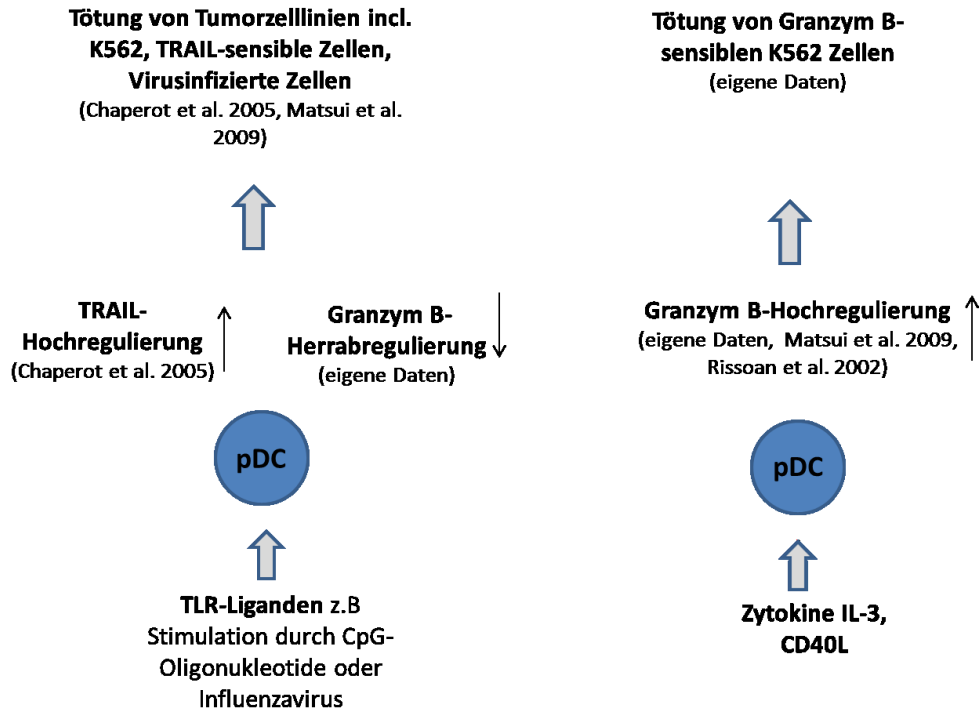 Tötung von Tumorzelllinien incl.
K562, TRAIL-sensible Zellen,
Virusinfizierte Zellen
(Chaperot et al. 2005, Matsui et al.
2009)
TRAIL-
Hochregulierung
(Chaperot et al. 2005)
Granzym B-
Herrabregulierung
(eigene Daten)
pDC
TLR-Liganden z.B
Stimulation durch CpG-
Oligonukleotide oder
Influenzavirus
Tötung von Granzym B-
sensiblen K562 Zellen
(eigene Daten)
Granzym B-Hochregulierung
(eigene Daten, Matsui et al. 2009,
Rissoan et al. 2002)
pDC
Zytokine IL-3,
CD40L